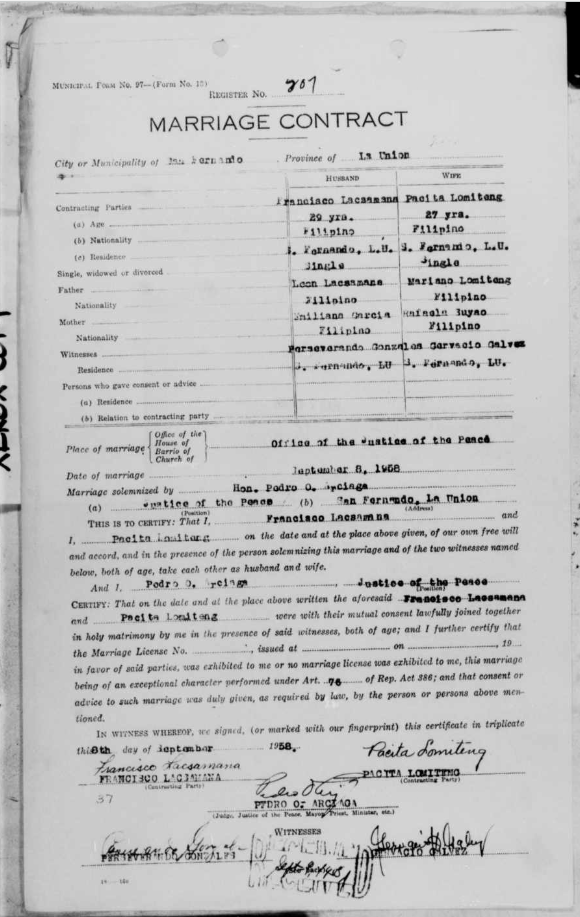 MUNICIPAL FORM NO. 97—(Form No. 13)
REGISTER NO. 207
MARRIAGE CONTRACT
City or Municipality of San Fernando Province of La Union
HUSBAND WIFE
Contracting Parties Francisco Lacsamana Pacita Lomiteng
(a) Age 29 yrs. 27 yrs.
(b) Nationality Filipino Filipino
(c) Residence S. Fernando, L.U. S. Fernando, L.U.
Single, widowed or divorced Single Single
Father Leon Lacsamana Mariano Lomiteng
Nationality Filipino Filipino
Mother Emiliana Garcia Rafaela Buyao
Nationality Filipino Filipino
Witnesses Perseverando Gonzales Gervacio Galvez
Residence S. Fernando, LU S. Fernando, LU.
Persons who gave consent or advice
(a) Residence
(b) Relation to contracting party
Place of marriage Office of the House of Barrio of Church of Office of the Justice of the Peace
Date of marriage September 8, 1958
Marriage solemnized by Hon. Pedro O. Arciaga
(a) Justice of the Peace (b) San Fernando, La Union
(Position) (Address)
THIS IS TO CERTIFY: That I, Francisco Lacsamana and
I, Pacita Lomiteng on the date and at the place above given, of our own free will
and accord, and in the presence of the person solemnizing this marriage and of the two witnesses named
below, both of age, take each other as husband and wife.
And I, Pedro O. Arciaga, Justice of the Peace
(Position)
CERTIFY: That on the date and at the place above written the aforesaid Francisco Lacsamana
and Pacita Lomiteng were with their mutual consent lawfully joined together
in holy matrimony by me in the presence of said witnesses, both of age; and I further certify that
the Marriage License No. , issued at on , 19
in favor of said parties, was exhibited to me or no marriage license was exhibited to me, this marriage
being of an exceptional character performed under Art. 76 of Rep. Act 386; and that consent or
advice to such marriage was duly given, as required by law, by the person or persons above men-
tioned.
IN WITNESS WHEREOF, we signed, (or marked with our fingerprint) this certificate in triplicate
this 8th day of September 1958.
Francisco Lacsamana Pacita Lomiteng
FRANCISCO LACSAMANA PACITA LOMITENG
(Contracting Party) (Contracting Party)
37
PEDRO O. ARCIAGA
(Judge, Justice of the Peace, Mayor, Priest, Minister, etc.)
WITNESSES
PERSEVERANDO GONZALES GERVACIO GALVEZ
XEROX COPY